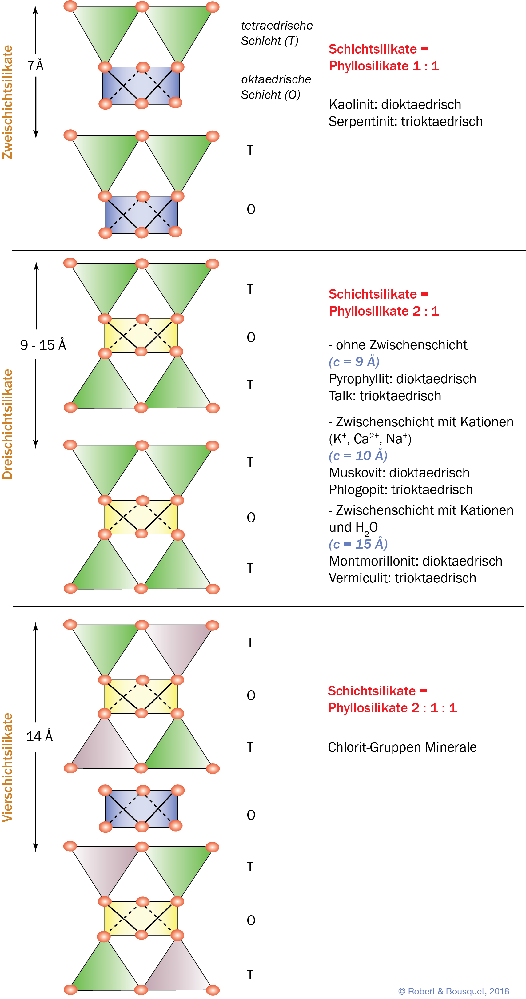 Zweischichtsilikate
7 Å
tetraedrische
Schicht (T)
oktaedrische
Schicht (O)
T
O
Schichtsilikate =
Phyllosilikate 1 : 1
Kaolinit: dioktaedrisch
Serpentinit: trioktaedrisch
Dreischichtsilikate
9 - 15 Å
T
O
T
T
O
T
Schichtsilikate =
Phyllosilikate 2 : 1
- ohne Zwischenschicht
(c = 9 Å)
Pyrophyllit: dioktaedrisch
Talk: trioktaedrisch
- Zwischenschicht mit Kationen
(K⁺, Ca²⁺, Na⁺)
(c = 10 Å)
Muskovit: dioktaedrisch
Phlogopit: trioktaedrisch
- Zwischenschicht mit Kationen
und H₂O
(c = 15 Å)
Montmorillonit: dioktaedrisch
Vermiculit: trioktaedrisch
Vierschichtsilikate
14 Å
T
O
T
O
T
O
T
Schichtsilikate =
Phyllosilikate 2 : 1 : 1
Chlorit-Gruppen Minerale
© Robert & Bousquet, 2018